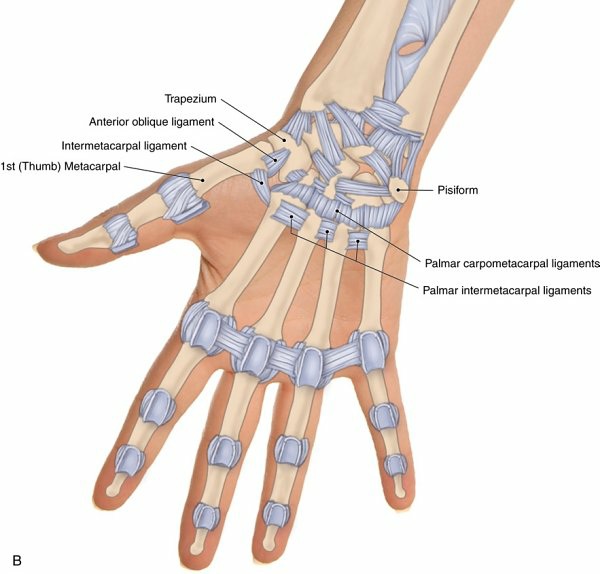 Trapezium
Anterior oblique ligament
Intermetacarpal ligament
1st (Thumb) Metacarpal
Pisiform
Palmar carpometacarpal ligaments
Palmar intermetacarpal ligaments
B